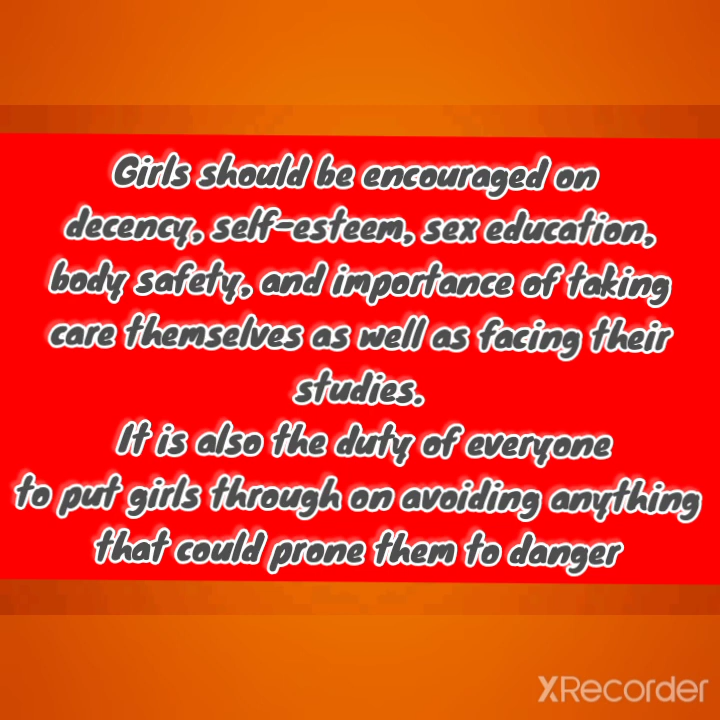 Girls should be encouraged on
decency, self-esteem, sex education,
body safety, and importance of taking
care themselves as well as facing their
studies.
It is also the duty of everyone
to put girls through on avoiding anything
that could prone them to danger
XRecorder